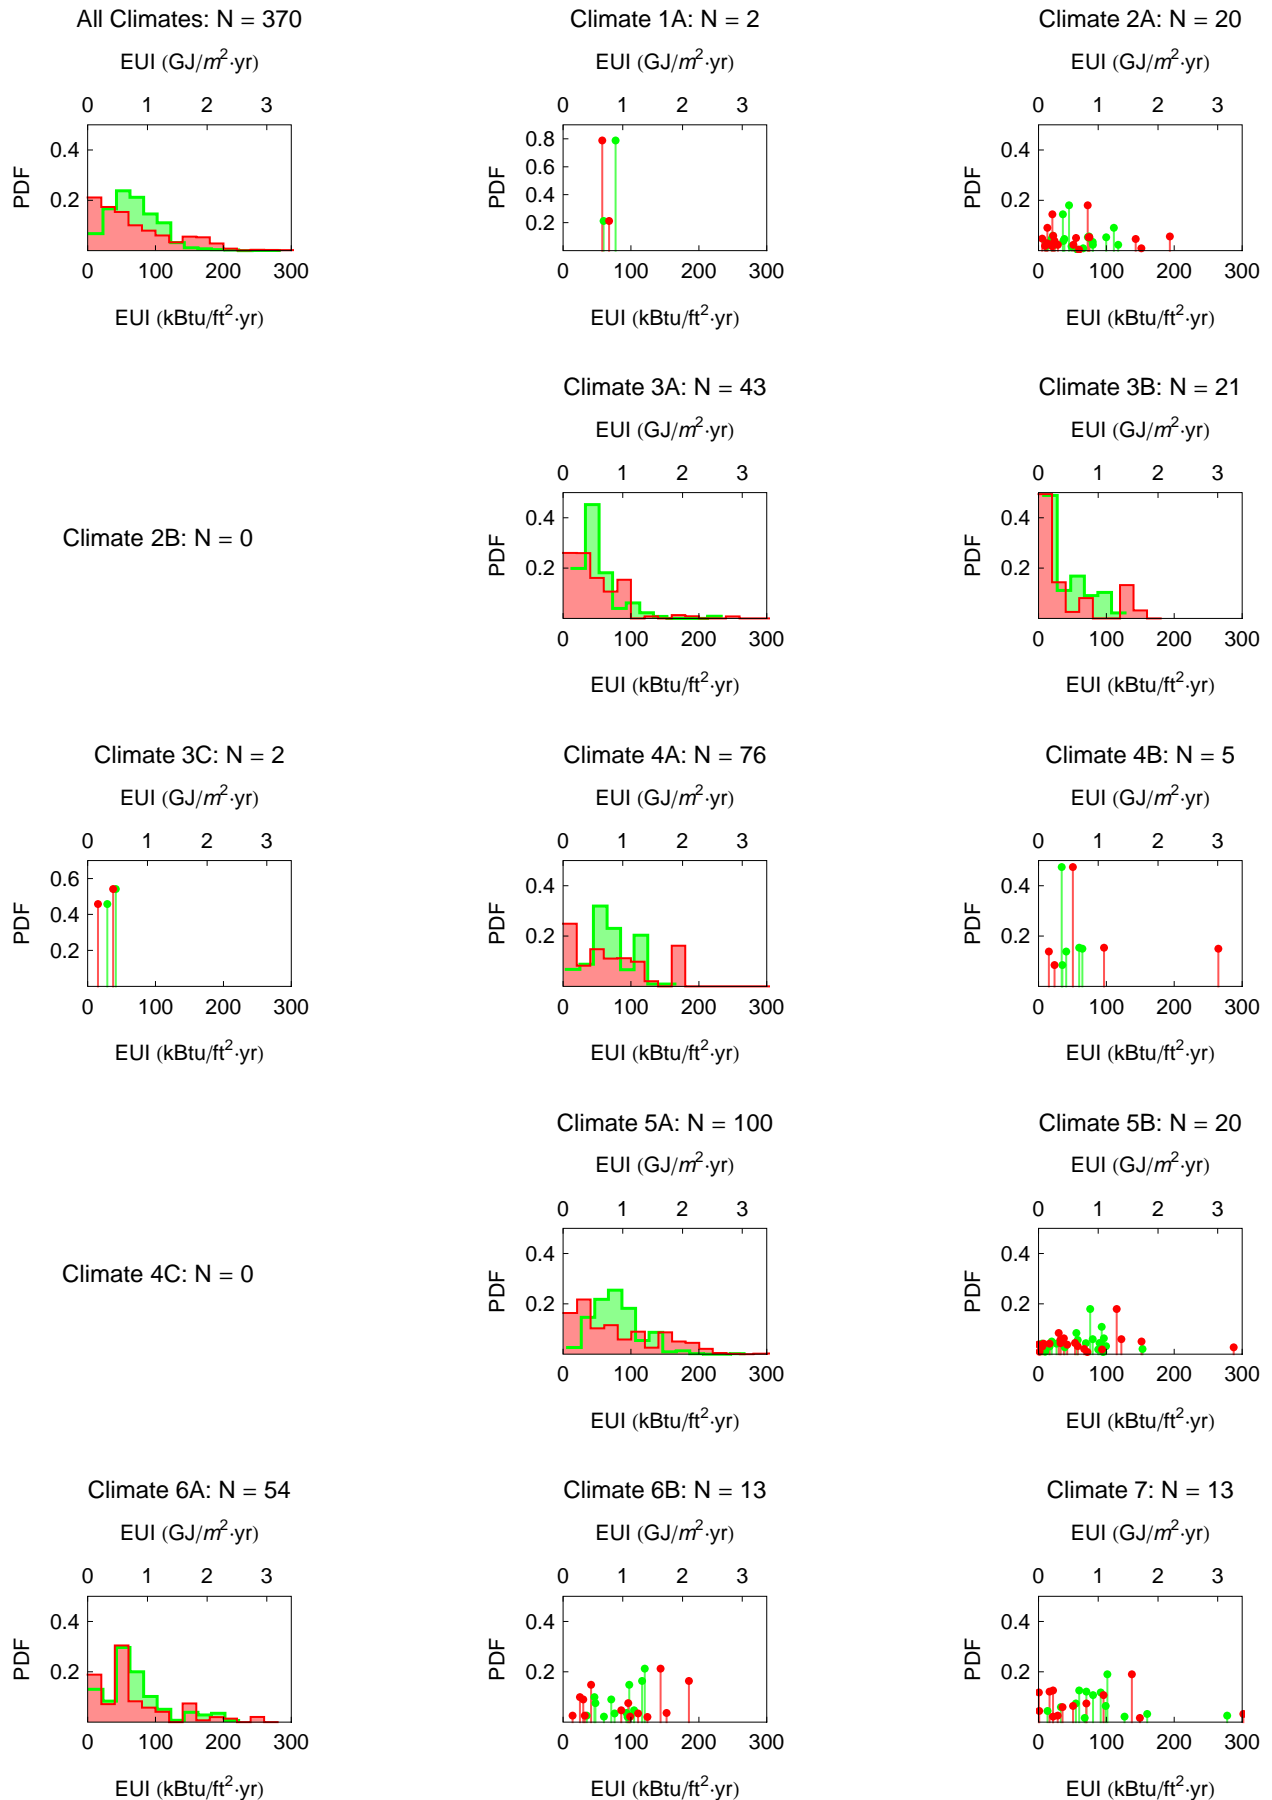 All Climates: N = 370
EUI (GJ/m²·yr)
0 1 2 3
PDF
0.4
0.2
0 100 200 300
EUI (kBtu/ft²·yr)
Climate 1A: N = 2
EUI (GJ/m²·yr)
0 1 2 3
PDF
0.8
0.6
0.4
0.2
0 100 200 300
EUI (kBtu/ft²·yr)
Climate 2A: N = 20
EUI (GJ/m²·yr)
0 1 2 3
PDF
0.4
0.2
0 100 200 300
EUI (kBtu/ft²·yr)
Climate 2B: N = 0
Climate 3A: N = 43
EUI (GJ/m²·yr)
0 1 2 3
PDF
0.4
0.2
0 100 200 300
EUI (kBtu/ft²·yr)
Climate 3B: N = 21
EUI (GJ/m²·yr)
0 1 2 3
PDF
0.4
0.2
0 100 200 300
EUI (kBtu/ft²·yr)
Climate 3C: N = 2
EUI (GJ/m²·yr)
0 1 2 3
PDF
0.6
0.4
0.2
0 100 200 300
EUI (kBtu/ft²·yr)
Climate 4A: N = 76
EUI (GJ/m²·yr)
0 1 2 3
PDF
0.4
0.2
0 100 200 300
EUI (kBtu/ft²·yr)
Climate 4B: N = 5
EUI (GJ/m²·yr)
0 1 2 3
PDF
0.4
0.2
0 100 200 300
EUI (kBtu/ft²·yr)
Climate 4C: N = 0
Climate 5A: N = 100
EUI (GJ/m²·yr)
0 1 2 3
PDF
0.4
0.2
0 100 200 300
EUI (kBtu/ft²·yr)
Climate 5B: N = 20
EUI (GJ/m²·yr)
0 1 2 3
PDF
0.4
0.2
0 100 200 300
EUI (kBtu/ft²·yr)
Climate 6A: N = 54
EUI (GJ/m²·yr)
0 1 2 3
PDF
0.4
0.2
0 100 200 300
EUI (kBtu/ft²·yr)
Climate 6B: N = 13
EUI (GJ/m²·yr)
0 1 2 3
PDF
0.4
0.2
0 100 200 300
EUI (kBtu/ft²·yr)
Climate 7: N = 13
EUI (GJ/m²·yr)
0 1 2 3
PDF
0.4
0.2
0 100 200 300
EUI (kBtu/ft²·yr)